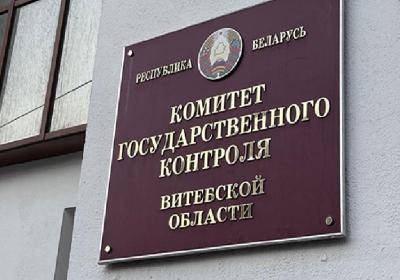 РЕСПУБЛИКА БЕЛАРУСЬ
КОМИТЕТ
ГОСУДАРСТВЕННОГО
КОНТРОЛЯ
ВИТЕБСКОЙ
ОБЛАСТИ